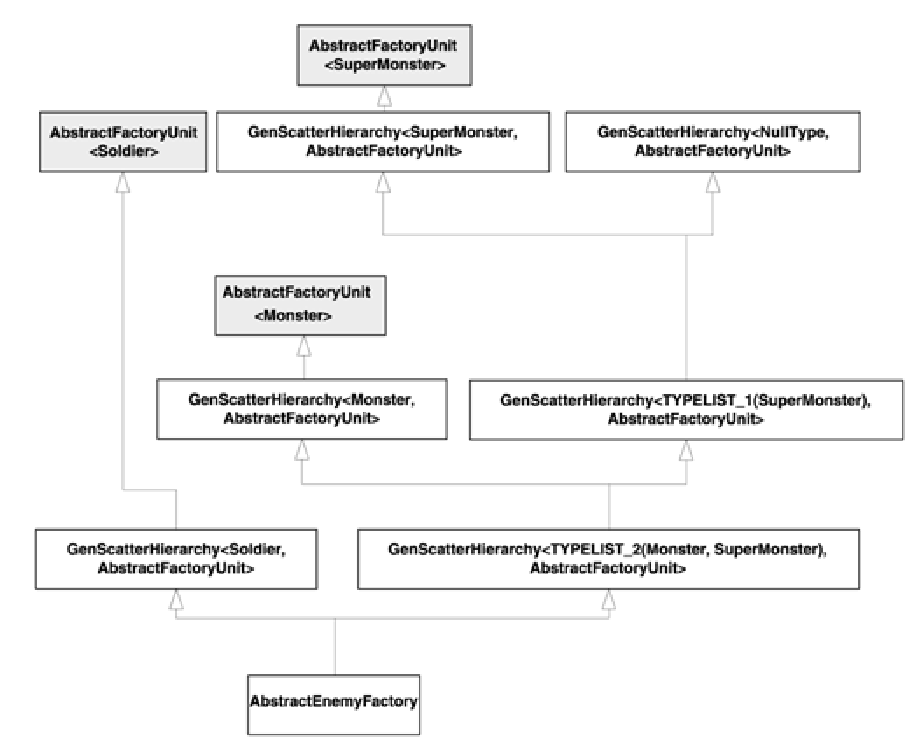 AbstractFactoryUnit
<SuperMonster>
AbstractFactoryUnit
<Soldier>
GenScatterHierarchy<SuperMonster,
AbstractFactoryUnit>
GenScatterHierarchy<NullType,
AbstractFactoryUnit>
AbstractFactoryUnit
<Monster>
GenScatterHierarchy<Monster,
AbstractFactoryUnit>
GenScatterHierarchy<TYPELIST_1(SuperMonster),
AbstractFactoryUnit>
GenScatterHierarchy<Soldier,
AbstractFactoryUnit>
GenScatterHierarchy<TYPELIST_2(Monster, SuperMonster),
AbstractFactoryUnit>
AbstractEnemyFactory